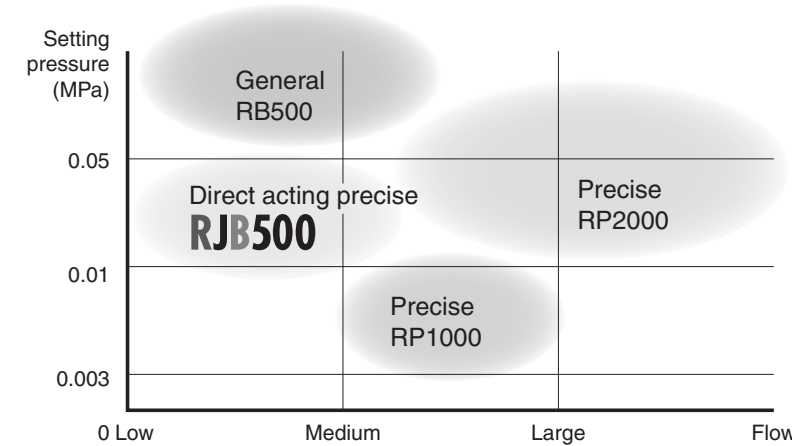 Setting
pressure
(MPa)
General
RB500
0.05
Direct acting precise
RJB500
Precise
RP2000
0.01
Precise
RP1000
0.003
0 Low
Medium
Large
Flow